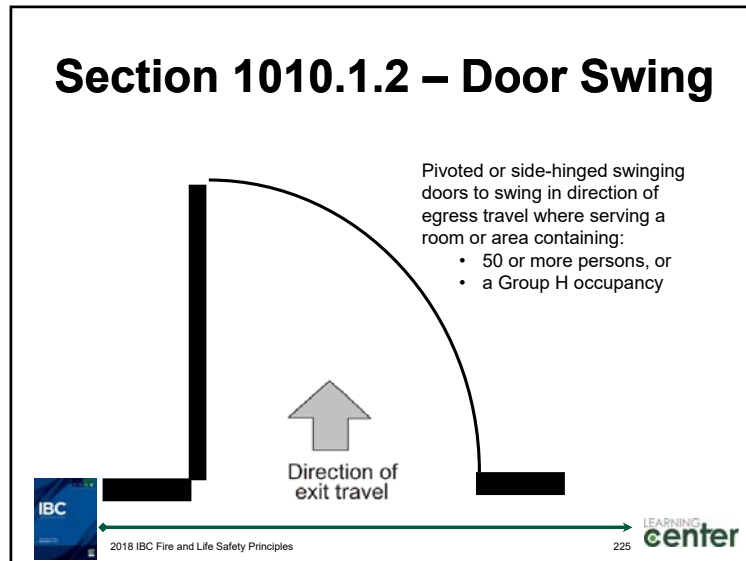 Section 1010.1.2 – Door Swing
Pivoted or side-hinged swinging
doors to swing in direction of
egress travel where serving a
room or area containing:
• 50 or more persons, or
• a Group H occupancy
Direction of
exit travel
IBC
2018 IBC Fire and Life Safety Principles
225
LEARNING
center